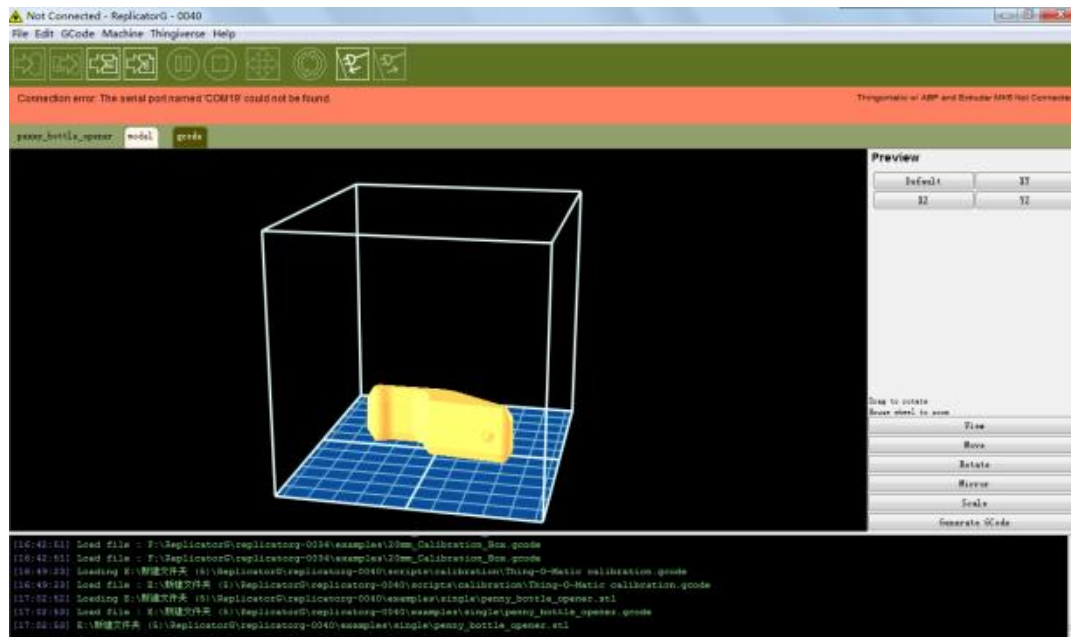 Not Connected - ReplicatorG - 0040
File Edit GCode Machine Thingiverse Help
Connection error: The serial port named 'COM19' could not be found.
Thingomatic w/ ABP and Extruder MK6 Not Connected
penny_bottle_opener model gcode
Preview
Default XY
XZ YZ
Drag to rotate
Mouse wheel to zoom
View
Move
Rotate
Mirror
Scale
Generate GCode
[16:42:51] Load file : F:\ReplicatorG\replicatorg-0034\examples\20mm_Calibration_Box.gcode
[16:42:51] Load file : F:\ReplicatorG\replicatorg-0034\examples\20mm_Calibration_Box.gcode
[16:49:23] Loading E:\新建文件夹 (5)\ReplicatorG\replicatorg-0040\scripts\calibration\Thing-O-Matic calibration.gcode
[16:49:23] Load file : E:\新建文件夹 (5)\ReplicatorG\replicatorg-0040\scripts\calibration\Thing-O-Matic calibration.gcode
[17:02:52] Loading E:\新建文件夹 (5)\ReplicatorG\replicatorg-0040\examples\single\penny_bottle_opener.stl
[17:02:53] Load file : E:\新建文件夹 (5)\ReplicatorG\replicatorg-0040\examples\single\penny_bottle_opener.gcode
[17:02:53] E:\新建文件夹 (5)\ReplicatorG\replicatorg-0040\examples\single\penny_bottle_opener.stl